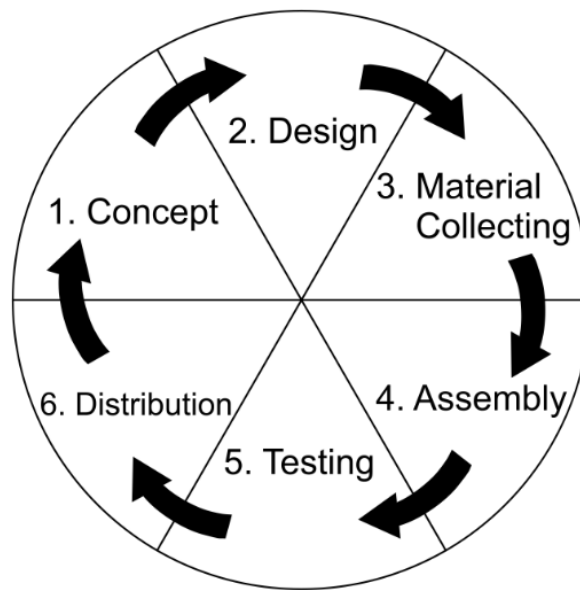 1. Concept
2. Design
3. Material
Collecting
4. Assembly
5. Testing
6. Distribution